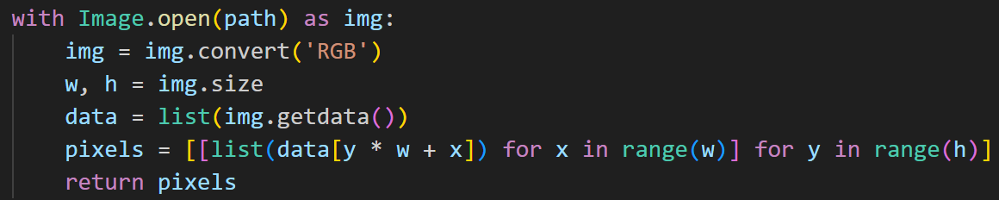 with Image.open(path) as img:
    img = img.convert('RGB')
    w, h = img.size
    data = list(img.getdata())
    pixels = [[list(data[y * w + x]) for x in range(w)] for y in range(h)]
    return pixels